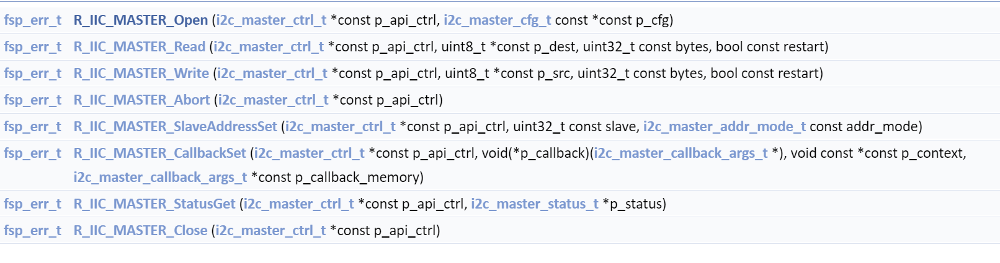 fsp_err_t R_IIC_MASTER_Open (i2c_master_ctrl_t *const p_api_ctrl, i2c_master_cfg_t const *const p_cfg)
fsp_err_t R_IIC_MASTER_Read (i2c_master_ctrl_t *const p_api_ctrl, uint8_t *const p_dest, uint32_t const bytes, bool const restart)
fsp_err_t R_IIC_MASTER_Write (i2c_master_ctrl_t *const p_api_ctrl, uint8_t *const p_src, uint32_t const bytes, bool const restart)
fsp_err_t R_IIC_MASTER_Abort (i2c_master_ctrl_t *const p_api_ctrl)
fsp_err_t R_IIC_MASTER_SlaveAddressSet (i2c_master_ctrl_t *const p_api_ctrl, uint32_t const slave, i2c_master_addr_mode_t const addr_mode)
fsp_err_t R_IIC_MASTER_CallbackSet (i2c_master_ctrl_t *const p_api_ctrl, void(*p_callback)(i2c_master_callback_args_t *), void const *const p_context,
i2c_master_callback_args_t *const p_callback_memory)
fsp_err_t R_IIC_MASTER_StatusGet (i2c_master_ctrl_t *const p_api_ctrl, i2c_master_status_t *p_status)
fsp_err_t R_IIC_MASTER_Close (i2c_master_ctrl_t *const p_api_ctrl)